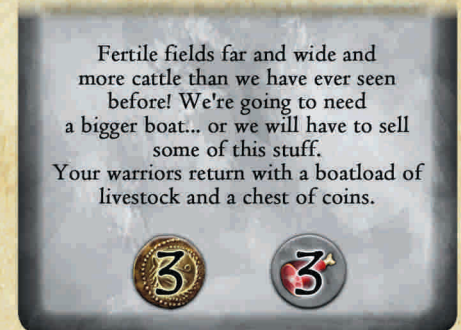 Fertile fields far and wide and
more cattle than we have ever seen
before! We're going to need
a bigger boat... or we will have to sell
some of this stuff.
Your warriors return with a boatload of
livestock and a chest of coins.
3 3